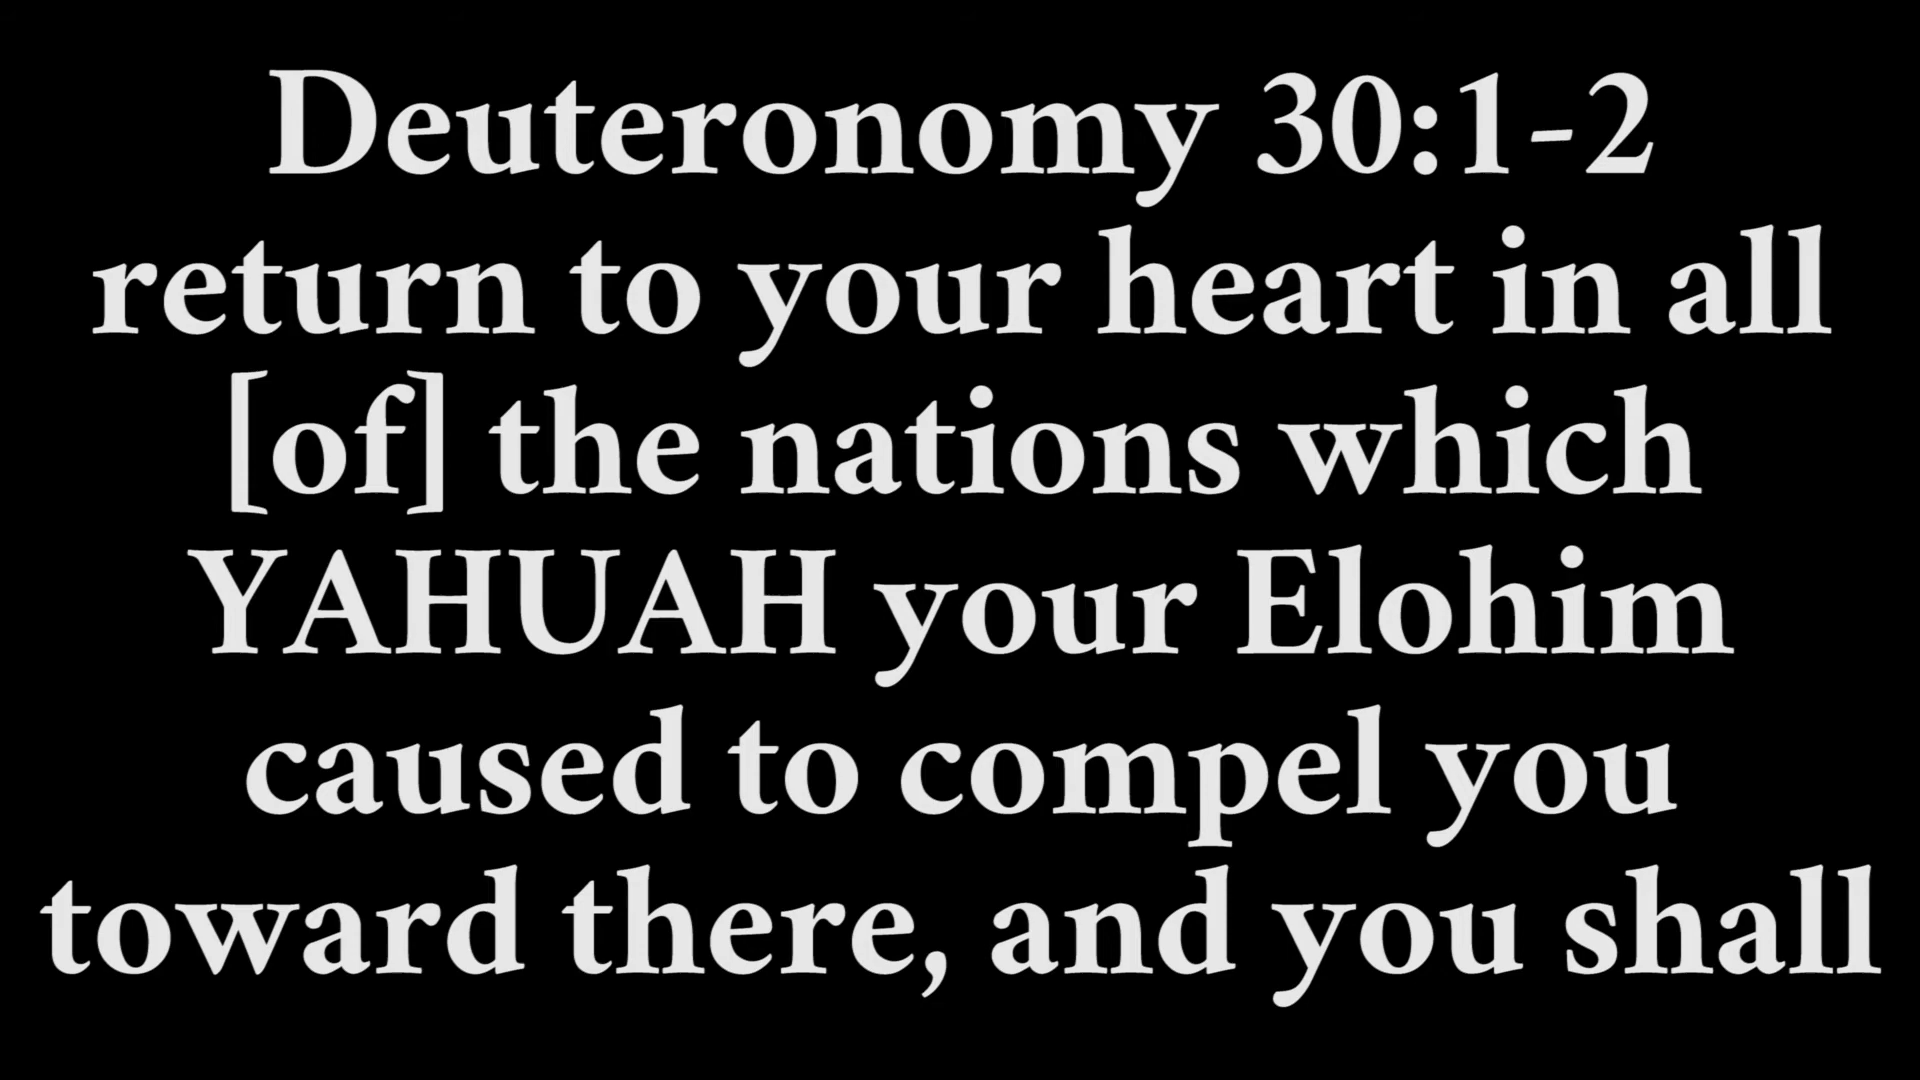 Deuteronomy 30:1-2
return to your heart in all
[of] the nations which
YAHUAH your Elohim
caused to compel you
toward there, and you shall